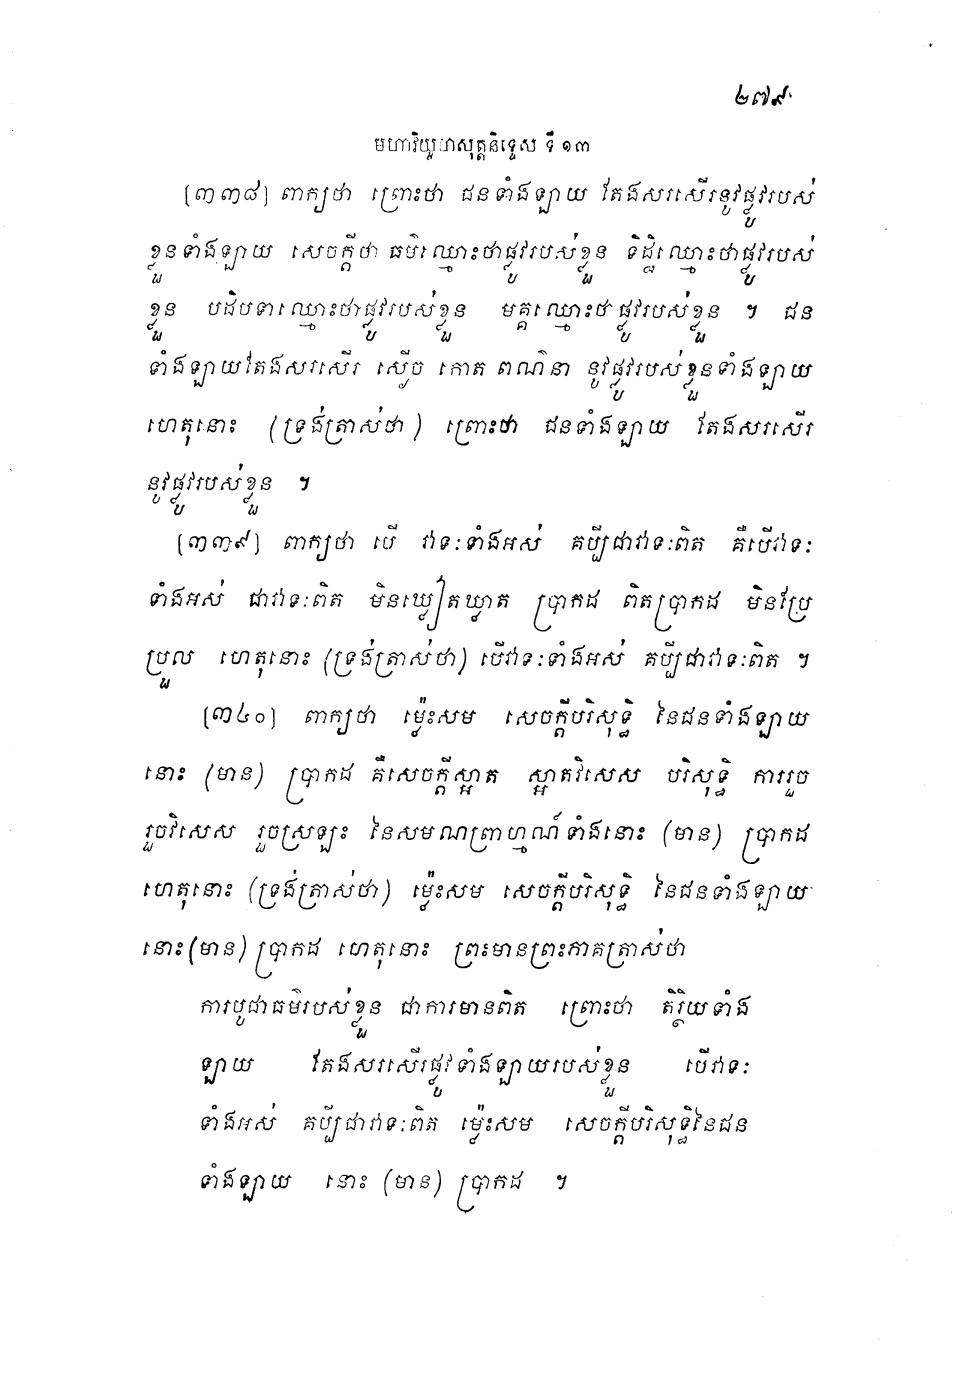 ២៧៩
មហាវិយូហសុត្តនិទ្ទេស ទី ១៣
[៣៣៨] ពាក្យថា ព្រោះថា ជនទាំងឡាយ តែងសរសើរនូវផ្លូវរបស់
ខ្លួនទាំងឡាយ សេចក្តីថា ធម៌ឈ្មោះថាផ្លូវរបស់ខ្លួន ទិដ្ឋិឈ្មោះថាផ្លូវរបស់
ខ្លួន បដិបទាឈ្មោះថាផ្លូវរបស់ខ្លួន មគ្គឈ្មោះថាផ្លូវរបស់ខ្លួន ។ ជន
ទាំងឡាយតែងសរសើរ ស្ងើច កោត ពណ៌នា នូវផ្លូវរបស់ខ្លួនទាំងឡាយ
ហេតុនោះ (ទ្រង់ត្រាស់ថា) ព្រោះថា ជនទាំងឡាយ តែងសរសើរ
នូវផ្លូវរបស់ខ្លួន ។
[៣៣៩] ពាក្យថា បើ វាទៈទាំងអស់ គប្បីជាវាទៈពិត គឺបើវាទៈ
ទាំងអស់ ជាវាទៈពិត មិនឃ្លៀតឃ្លាត ប្រាកដ ពិតប្រាកដ មិនប្រែ
ប្រួល ហេតុនោះ (ទ្រង់ត្រាស់ថា) បើវាទៈទាំងអស់ គប្បីជាវាទៈពិត ។
[៣៤០] ពាក្យថា ម៉្លេះសម សេចក្តីបរិសុទ្ធិ នៃជនទាំងឡាយ
នោះ (មាន) ប្រាកដ គឺសេចក្តីស្អាត ស្អាតវិសេស បរិសុទ្ធិ ការរួច
រួចវិសេស រួចស្រឡះ នៃសមណព្រាហ្មណ៍ទាំងនោះ (មាន) ប្រាកដ
ហេតុនោះ (ទ្រង់ត្រាស់ថា) ម៉្លេះសម សេចក្តីបរិសុទ្ធិ នៃជនទាំងឡាយ
នោះ(មាន) ប្រាកដ ហេតុនោះ ព្រះមានព្រះភាគត្រាស់ថា
ការបូជាធម៌របស់ខ្លួន ជាការមានពិត ព្រោះថា តិរ្ថិយទាំង
ឡាយ តែងសរសើរផ្លូវទាំងឡាយរបស់ខ្លួន បើវាទៈ
ទាំងអស់ គប្បីជាវាទៈពិត ម៉្លេះសម សេចក្តីបរិសុទ្ធិនៃជន
ទាំងឡាយ នោះ (មាន) ប្រាកដ ។